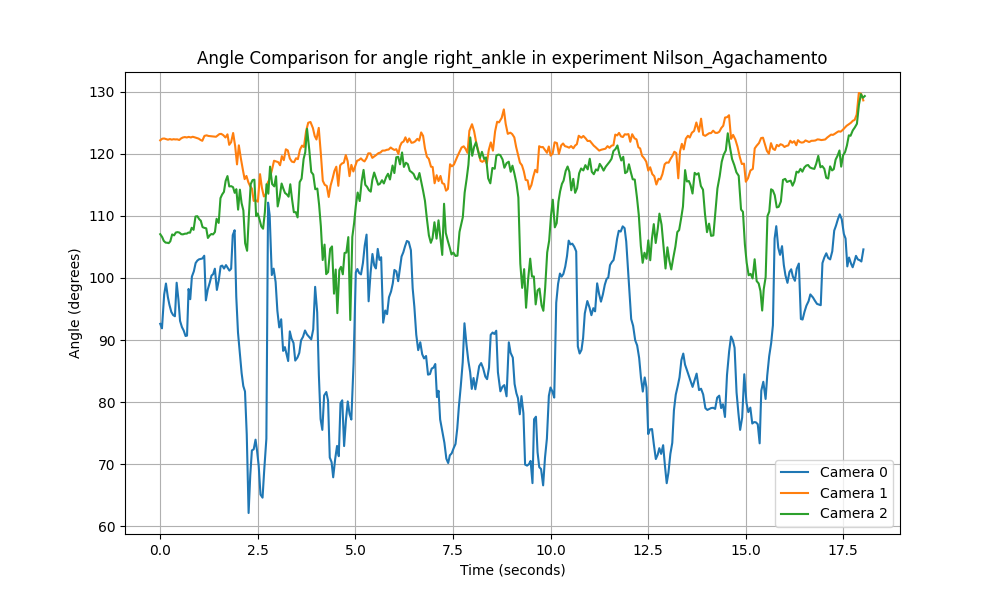 Angle Comparison for angle right_ankle in experiment Nilson_Agachamento
Angle (degrees)
130
120
110
100
90
80
70
60
0.0 2.5 5.0 7.5 10.0 12.5 15.0 17.5
Time (seconds)
Camera 0
Camera 1
Camera 2